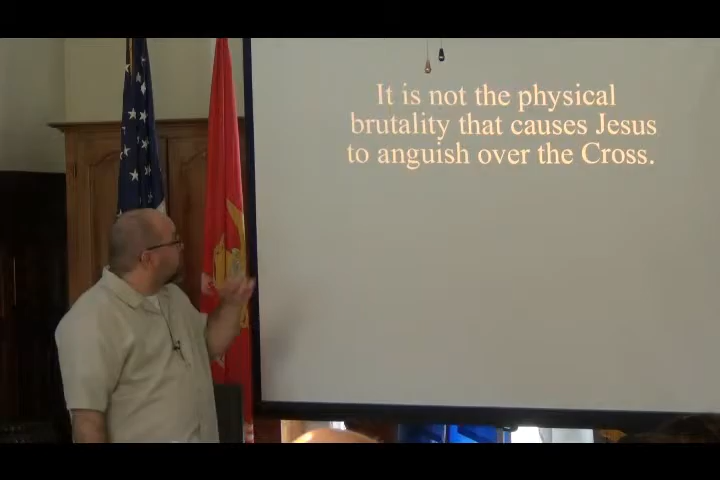 It is not the physical
brutality that causes Jesus
to anguish over the Cross.